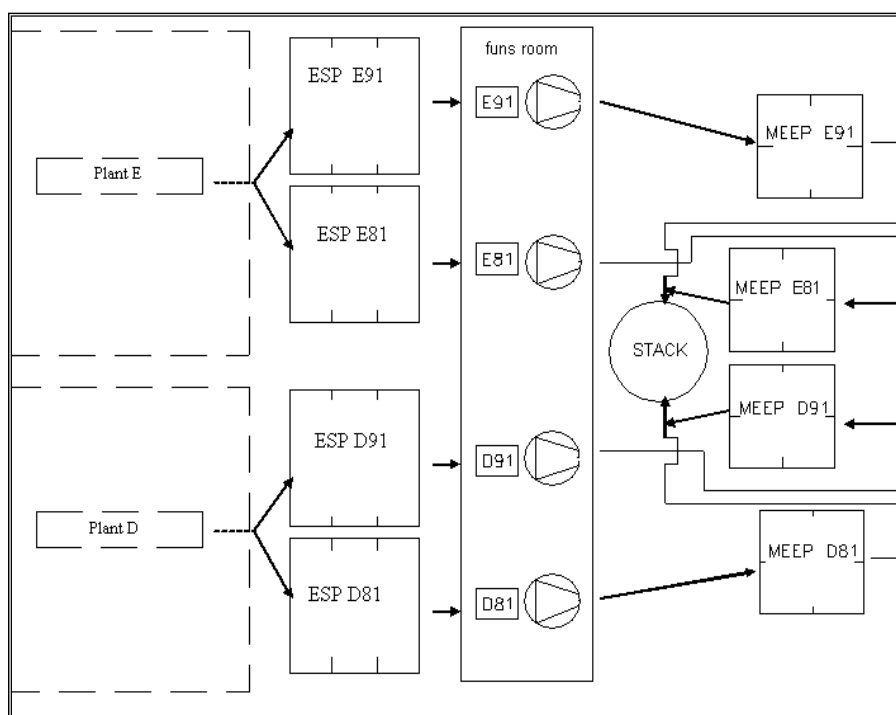 ESP E91
funs room
E91
MEEP E91
Plant E
ESP E81
E81
MEEP E81
STACK
ESP D91
MEEP D91
D91
Plant D
MEEP D81
ESP D81
D81